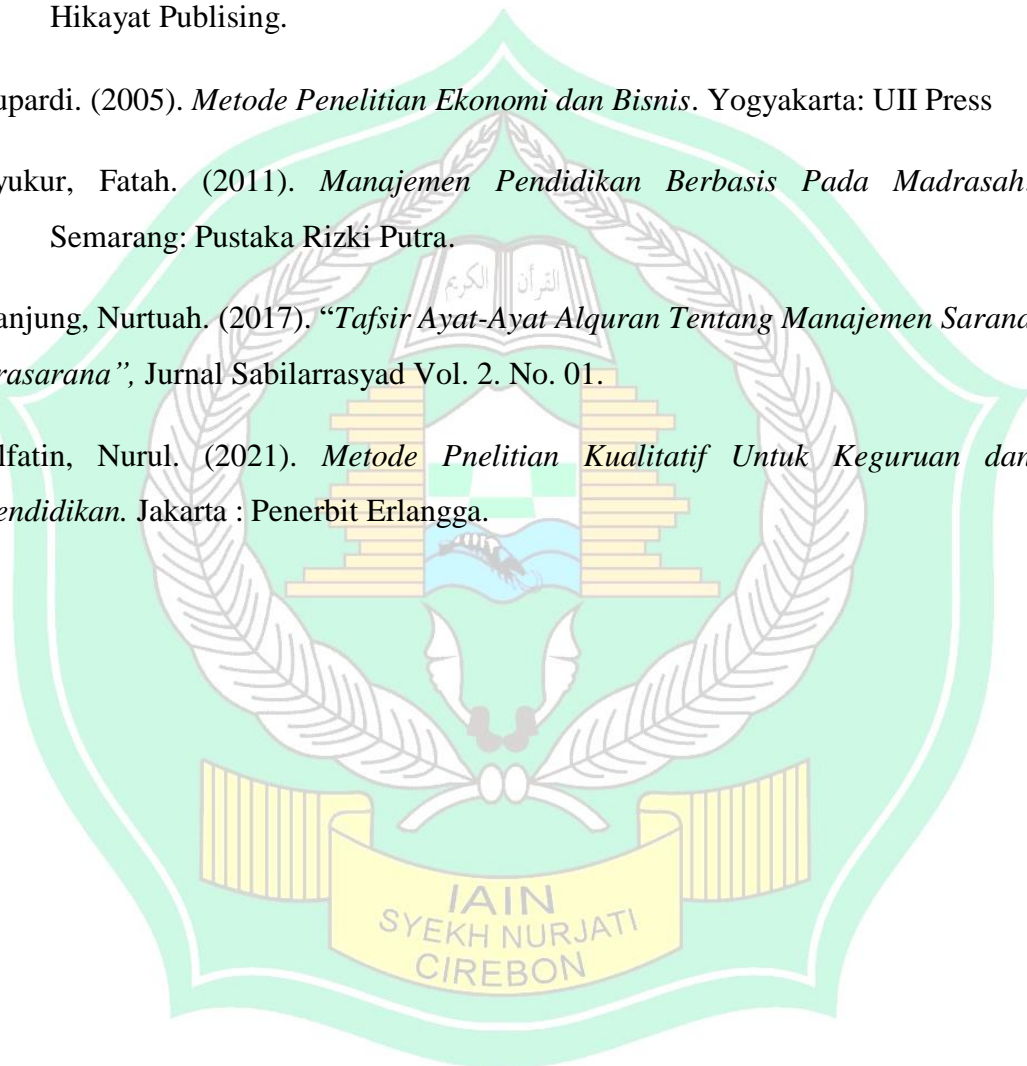 Hikayat Publising.
upardi. (2005). Metode Penelitian Ekonomi dan Bisnis. Yogyakarta: UII Press
yukur, Fatah. (2011). Manajemen Pendidikan Berbasis Pada Madrasah.
Semarang: Pustaka Rizki Putra.
anjung, Nurtuah. (2017). “Tafsir Ayat-Ayat Alquran Tentang Manajemen Sarana
rasarana”, Jurnal Sabilarrasyad Vol. 2. No. 01.
lfatin, Nurul. (2021). Metode Pnelitian Kualitatif Untuk Keguruan dan
endidikan. Jakarta : Penerbit Erlangga.
القرآن الكريم
IAIN
SYEKH NURJATI
CIREBON